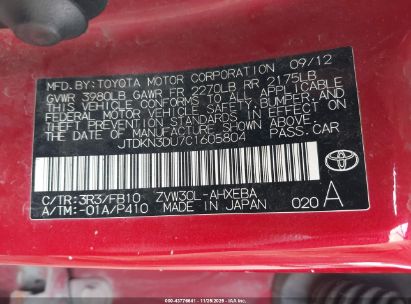 MFD. BY: TOYOTA MOTOR CORPORATION 09/12
GVWR 3980LB GAWR FR 2270LB RR 2175LB
THIS VEHICLE CONFORMS TO ALL APPLICABLE
FEDERAL MOTOR VEHICLE SAFETY, BUMPER, AND
THEFT PREVENTION STANDARDS IN EFFECT ON
THE DATE OF MANUFACTURE SHOWN ABOVE.
JTDKN3DU7C1605804 PASS. CAR
TOYOTA
C/TR: 3R3/FB10 ZVW30L-AHXEBA
A/TM: -01A/P410 MADE IN JAPAN 020 A